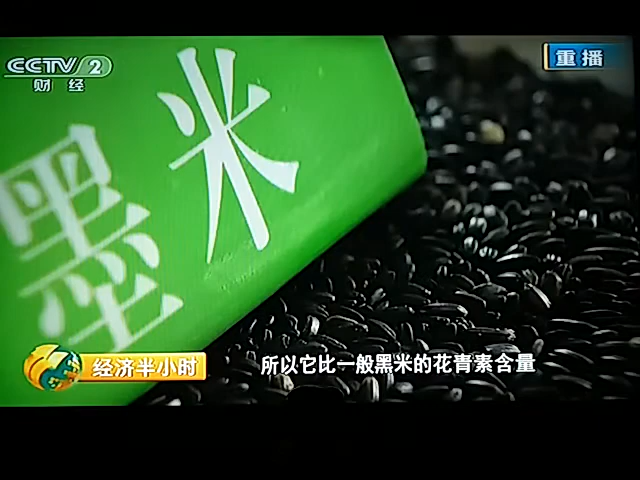 CCTV 2
财经
重播
墨米
经济半小时
所以它比一般黑米的花青素含量